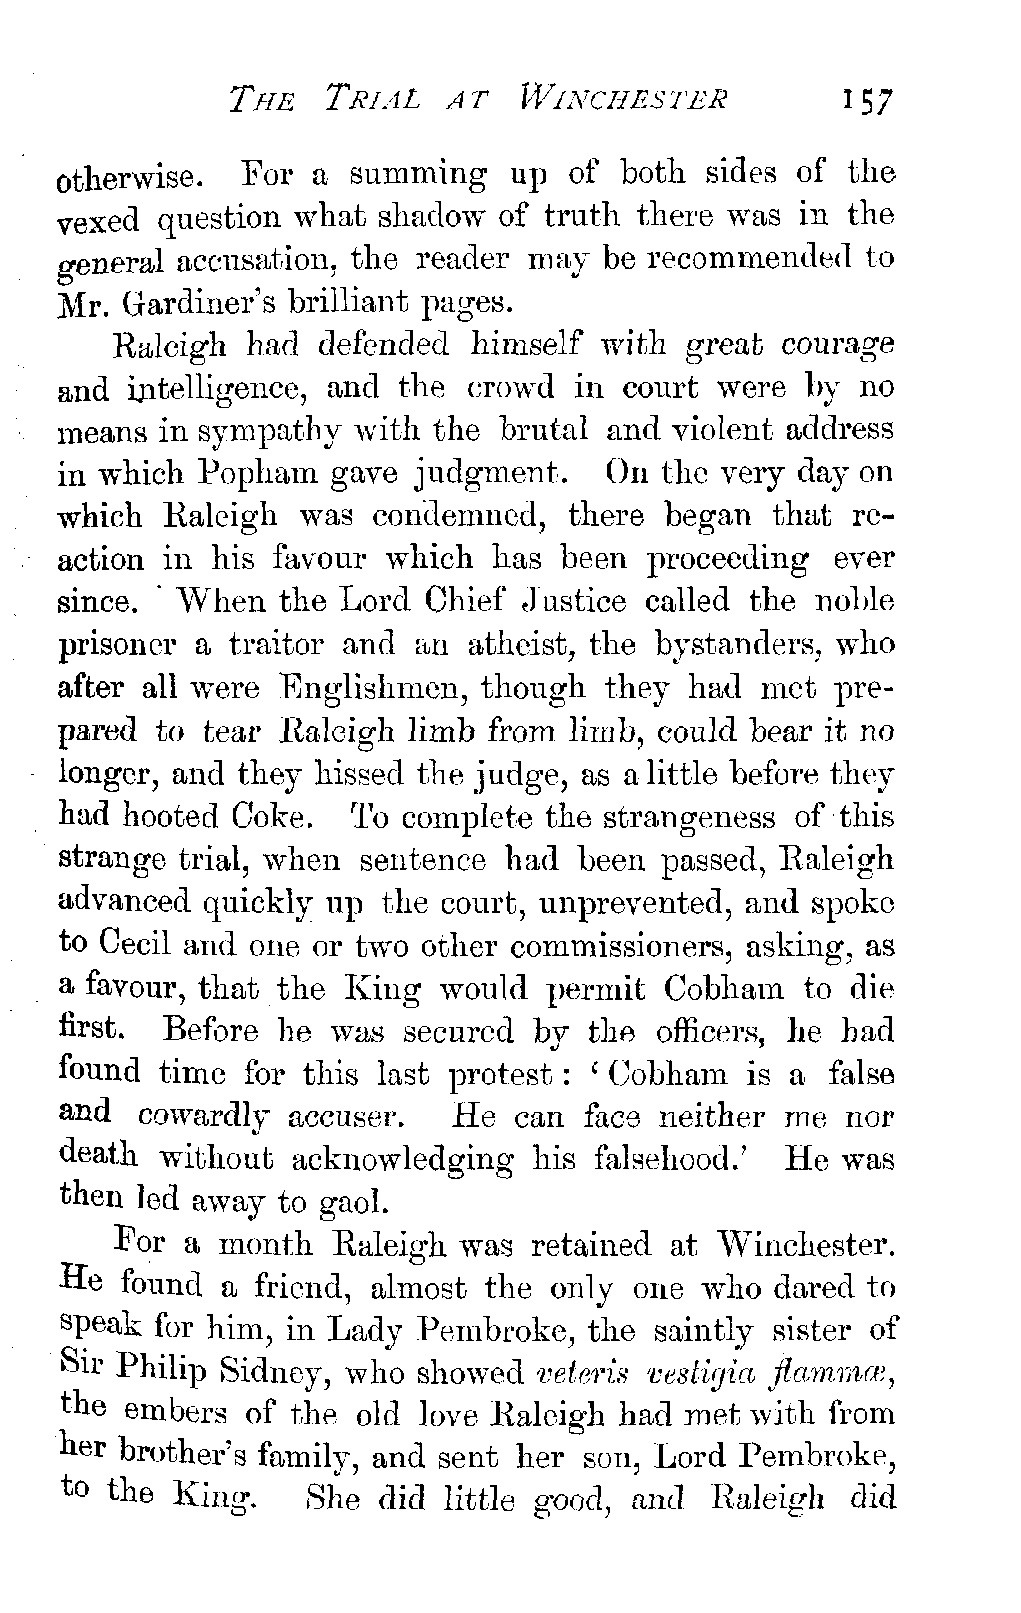 THE TRIAL AT WINCHESTER 157
otherwise. For a summing up of both sides of the
vexed question what shadow of truth there was in the
general accusation, the reader may be recommended to
Mr. Gardiner's brilliant pages.
Raleigh had defended himself with great courage
and intelligence, and the crowd in court were by no
means in sympathy with the brutal and violent address
in which Popham gave judgment. On the very day on
which Raleigh was condemned, there began that re-
action in his favour which has been proceeding ever
since. When the Lord Chief Justice called the noble
prisoner a traitor and an atheist, the bystanders, who
after all were Englishmen, though they had met pre-
pared to tear Raleigh limb from limb, could bear it no
longer, and they hissed the judge, as a little before they
had hooted Coke. To complete the strangeness of this
strange trial, when sentence had been passed, Raleigh
advanced quickly up the court, unprevented, and spoke
to Cecil and one or two other commissioners, asking, as
a favour, that the King would permit Cobham to die
first. Before he was secured by the officers, he had
found time for this last protest: ‘Cobham is a false
and cowardly accuser. He can face neither me nor
death without acknowledging his falsehood.’ He was
then led away to gaol.
For a month Raleigh was retained at Winchester.
He found a friend, almost the only one who dared to
speak for him, in Lady Pembroke, the saintly sister of
Sir Philip Sidney, who showed veteris vestigia flammæ,
the embers of the old love Raleigh had met with from
her brother's family, and sent her son, Lord Pembroke,
to the King. She did little good, and Raleigh did